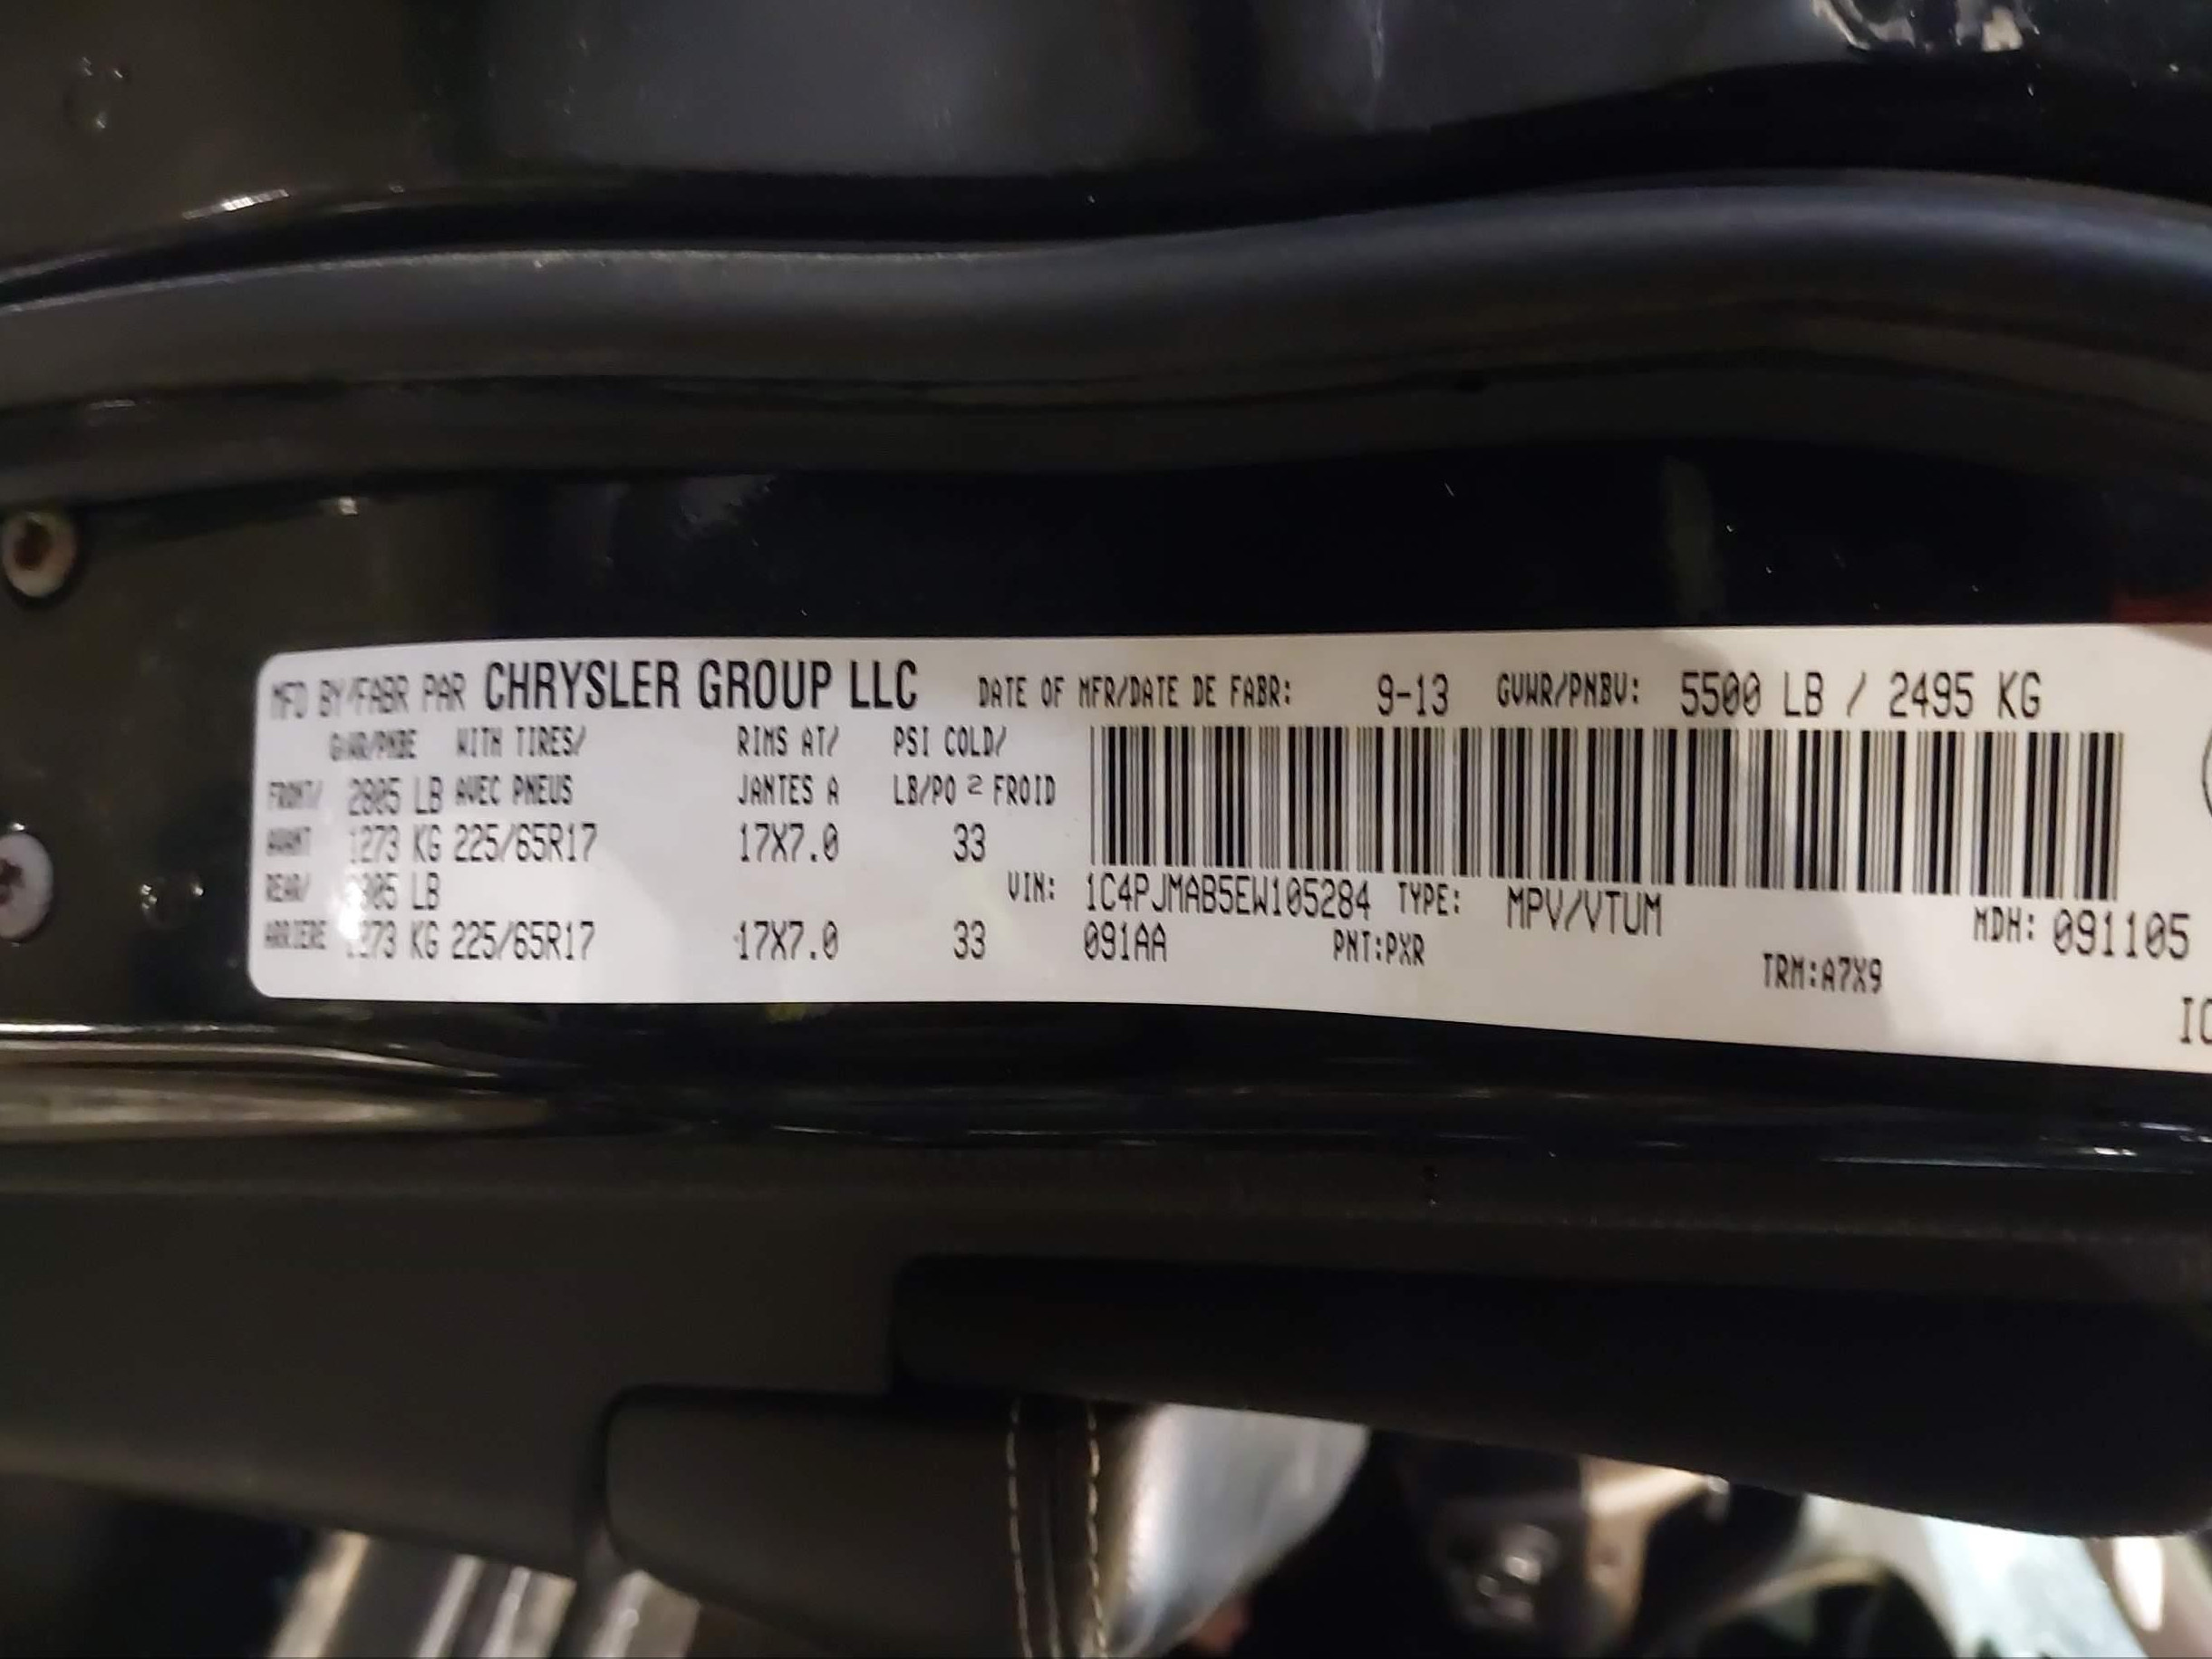 MFD BY/FABR PAR CHRYSLER GROUP LLC DATE OF MFR/DATE DE FABR: 9-13 GVWR/PNBV: 5500 LB / 2495 KG
GAWR/PNBE WITH TIRES/ RIMS AT/ PSI COLD/
FRONT/ 2805 LB AVEC PNEUS JANTES A LB/PO 2 FROID
AVANT 1273 KG 225/65R17 17X7.0 33
REAR/ 2805 LB VIN: 1C4PJMAB5EW105284 TYPE: MPV/VTUM MDH: 091105
ARRIERE 1273 KG 225/65R17 17X7.0 33 091AA PNT:PXR TRM:A7X9